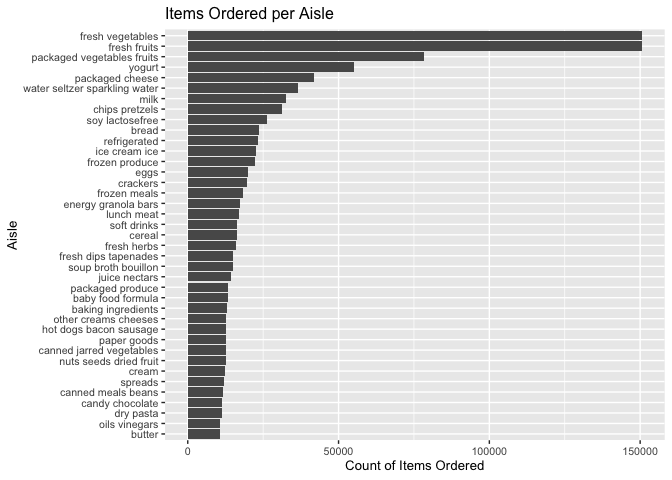 Items Ordered per Aisle
fresh vegetables
fresh fruits
packaged vegetables fruits
yogurt
packaged cheese
water seltzer sparkling water
milk
chips pretzels
soy lactosefree
bread
refrigerated
ice cream ice
frozen produce
eggs
crackers
frozen meals
energy granola bars
lunch meat
soft drinks
cereal
fresh herbs
fresh dips tapenades
soup broth bouillon
juice nectars
packaged produce
baby food formula
baking ingredients
other creams cheeses
hot dogs bacon sausage
paper goods
canned jarred vegetables
nuts seeds dried fruit
cream
spreads
canned meals beans
candy chocolate
dry pasta
oils vinegars
butter
Aisle
0 50000 100000 150000
Count of Items Ordered